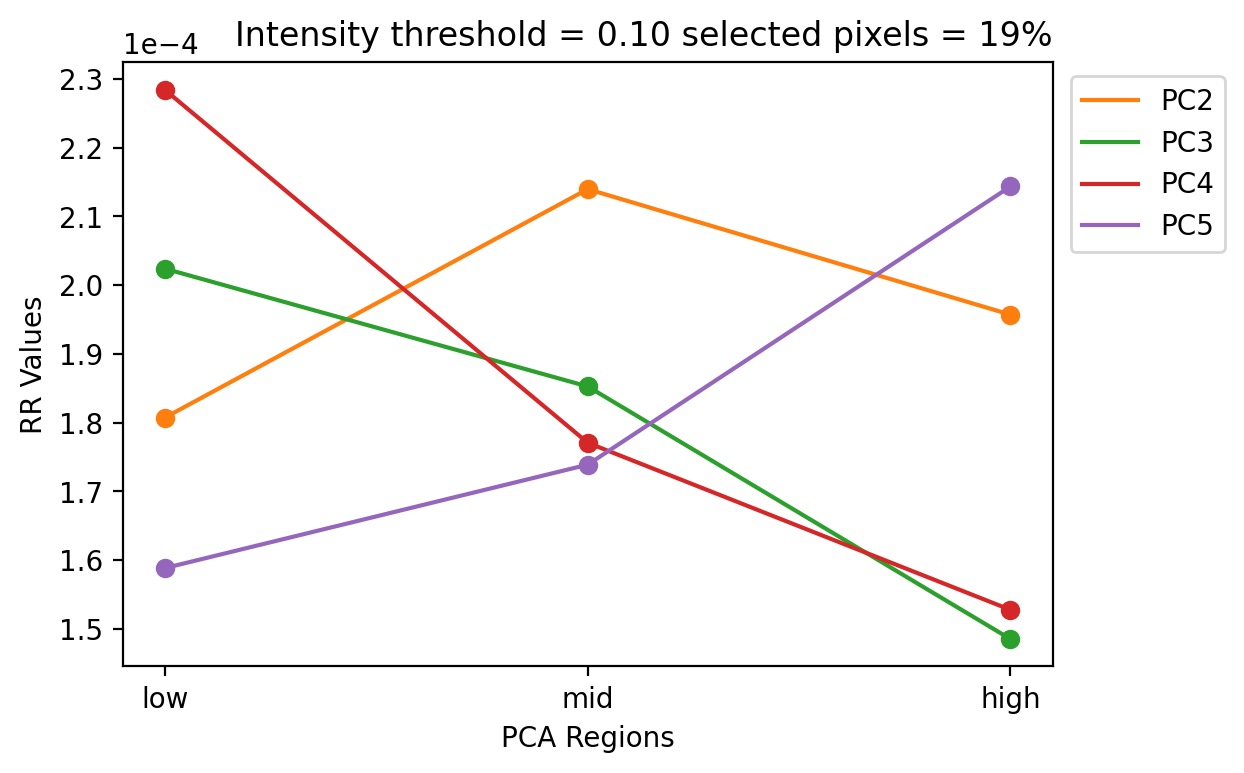 Intensity threshold = 0.10 selected pixels = 19%
1e−4
2.3
2.2
2.1
2.0
1.9
1.8
1.7
1.6
1.5
RR Values
low mid high
PCA Regions
PC2
PC3
PC4
PC5